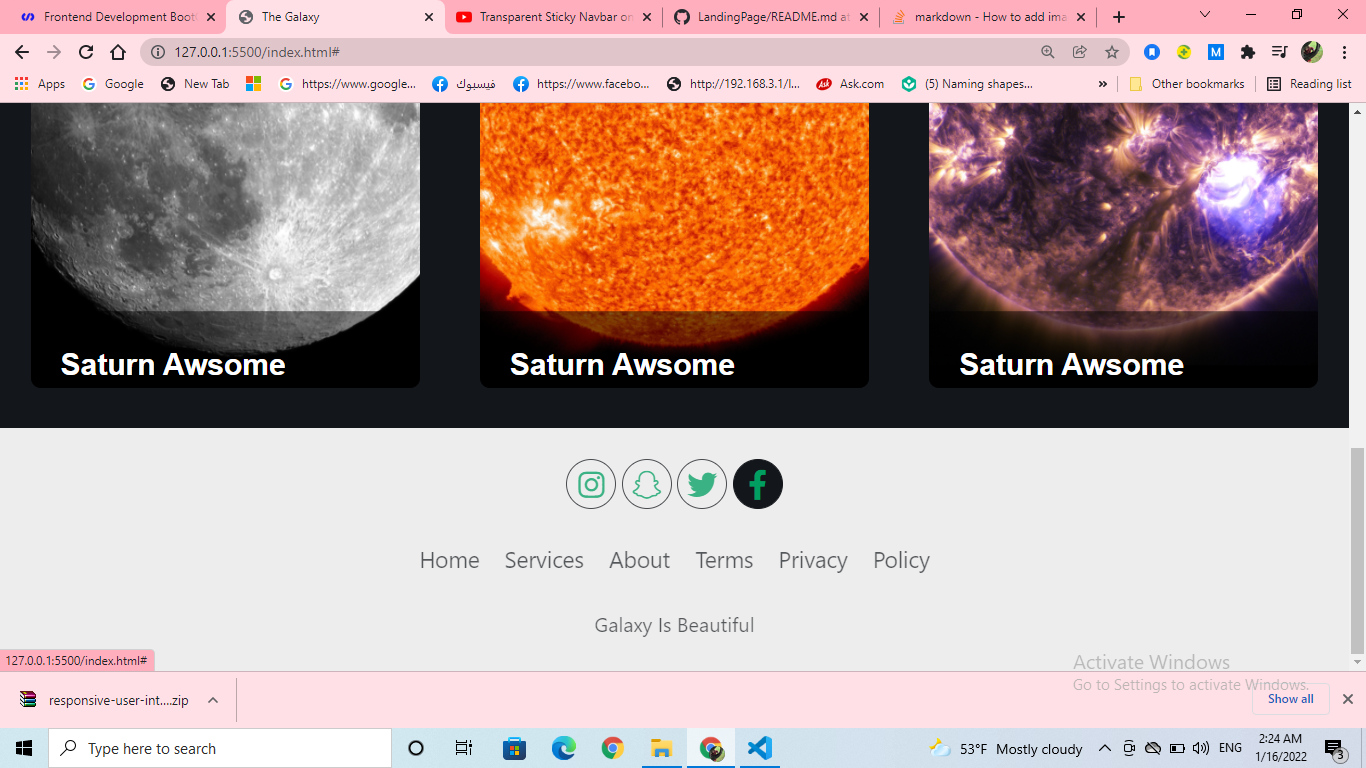 Frontend Development Boot
The Galaxy
Transparent Sticky Navbar on
LandingPage/README.md at
markdown - How to add ima
127.0.0.1:5500/index.html#
Apps
Google
New Tab
https://www.google...
فيسبوك
https://www.facebo...
http://192.168.3.1/l...
Ask
Ask.com
(5) Naming shapes...
»
Other bookmarks
Reading list
Saturn Awsome
Saturn Awsome
Saturn Awsome
Home Services About Terms Privacy Policy
Galaxy Is Beautiful
127.0.0.1:5500/index.html#
Activate Windows
Go to Settings to activate Windows.
responsive-user-int....zip
Show all
Type here to search
53°F Mostly cloudy
ENG
2:24 AM
1/16/2022
3